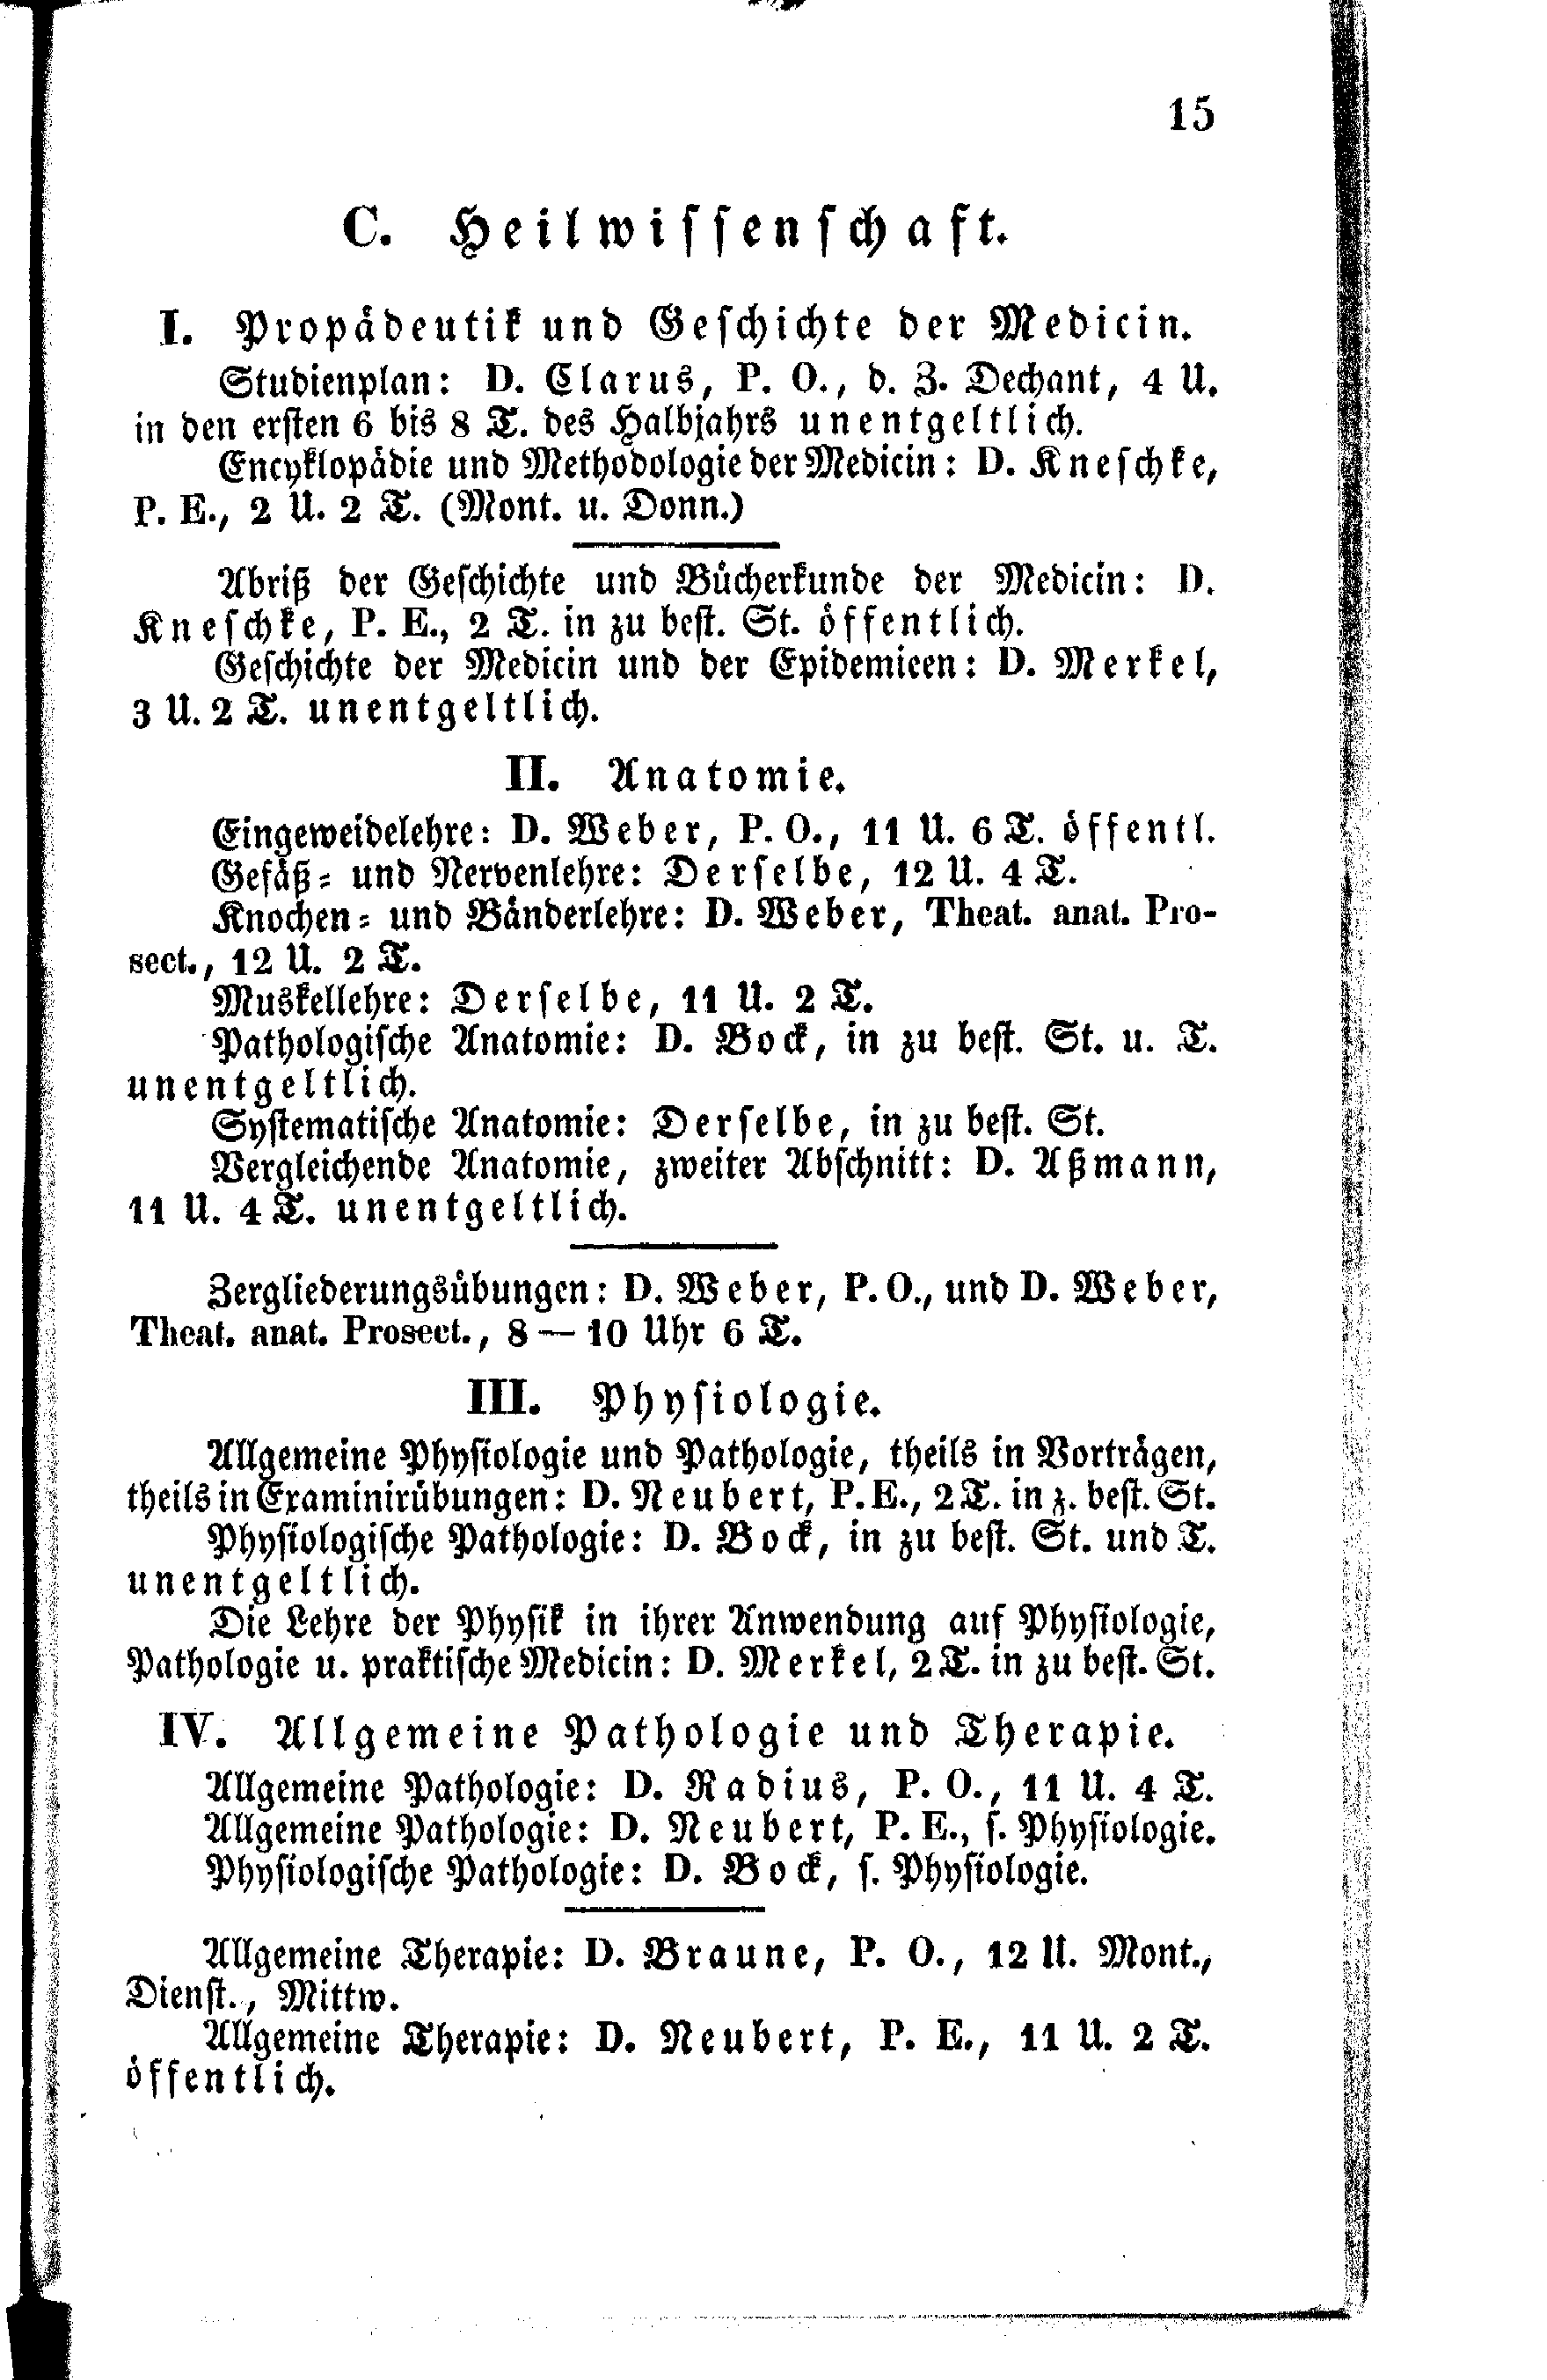 15
C. Heilwissenschaft.
I. Propädeutik und Geschichte der Medicin.
Studienplan: D. Clarus, P. O., d. Z. Dechant, 4 U.
in den ersten 6 bis 8 T. des Halbjahrs unentgeltlich.
Encyklopädie und Methodologie der Medicin: D. Kneschke,
P. E., 2 U. 2 T. (Mont. u. Donn.)
Abriß der Geschichte und Bücherkunde der Medicin: D.
Kneschke, P. E., 2 T. in zu best. St. öffentlich.
Geschichte der Medicin und der Epidemieen: D. Merkel,
3 U. 2 T. unentgeltlich.
II. Anatomie.
Eingeweidelehre: D. Weber, P. O., 11 U. 6 T. öffentl.
Gefäß- und Nervenlehre: Derselbe, 12 U. 4 T.
Knochen- und Bänderlehre: D. Weber, Theat. anat. Pro-
sect., 12 U. 2 T.
Muskellehre: Derselbe, 11 U. 2 T.
Pathologische Anatomie: D. Bock, in zu best. St. u. T.
unentgeltlich.
Systematische Anatomie: Derselbe, in zu best. St.
Vergleichende Anatomie, zweiter Abschnitt: D. Aßmann,
11 U. 4 T. unentgeltlich.
Zergliederungsübungen: D. Weber, P. O., und D. Weber,
Theat. anat. Prosect., 8 — 10 Uhr 6 T.
III. Physiologie.
Allgemeine Physiologie und Pathologie, theils in Vorträgen,
theils in Examinirübungen: D. Neubert, P. E., 2 T. in z. best. St.
Physiologische Pathologie: D. Bock, in zu best. St. und T.
unentgeltlich.
Die Lehre der Physik in ihrer Anwendung auf Physiologie,
Pathologie u. praktische Medicin: D. Merkel, 2 T. in zu best. St.
IV. Allgemeine Pathologie und Therapie.
Allgemeine Pathologie: D. Radius, P. O., 11 U. 4 T.
Allgemeine Pathologie: D. Neubert, P. E., s. Physiologie.
Physiologische Pathologie: D. Bock, s. Physiologie.
Allgemeine Therapie: D. Braune, P. O., 12 U. Mont.,
Dienst., Mittw.
Allgemeine Therapie: D. Neubert, P. E., 11 U. 2 T.
öffentlich.